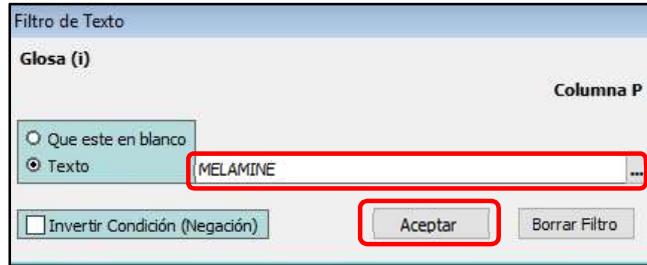 Filtro de Texto
Glosa (i)
Columna P
Que este en blanco
Texto
MELAMINE
...
Invertir Condición (Negación)
Aceptar
Borrar Filtro